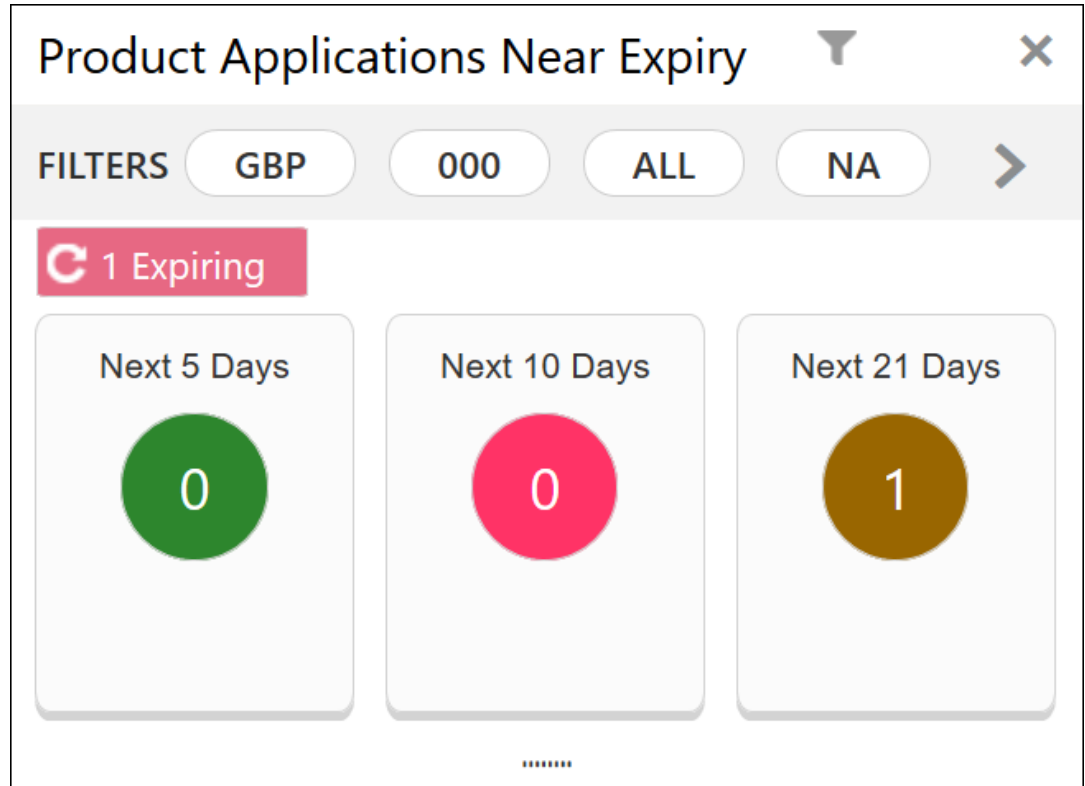 Product Applications Near Expiry
FILTERS GBP 000 ALL NA
1 Expiring
Next 5 Days Next 10 Days Next 21 Days
0 0 1